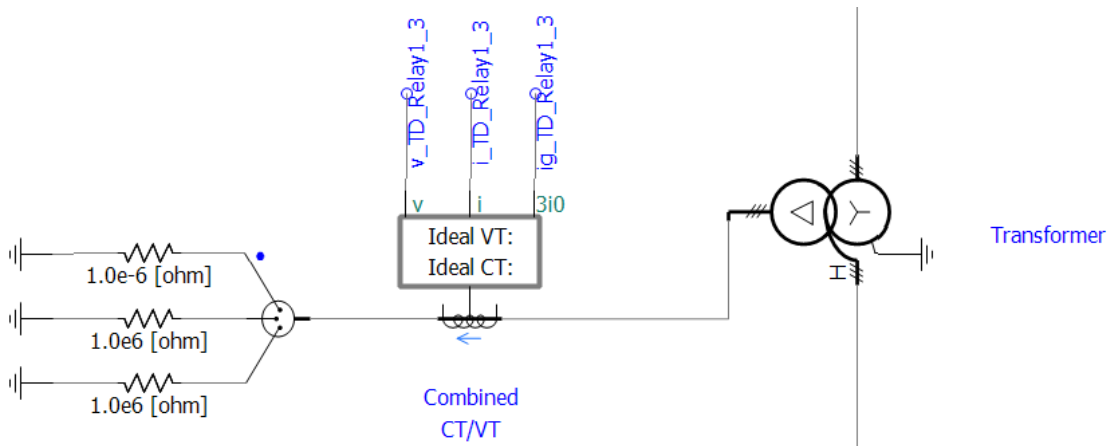 v_TD_Relay1_3
i_TD_Relay1_3
ig_TD_Relay1_3
v
i
3i0
Ideal VT:
Ideal CT:
1.0e-6 [ohm]
1.0e6 [ohm]
1.0e6 [ohm]
H
Transformer
Combined
CT/VT